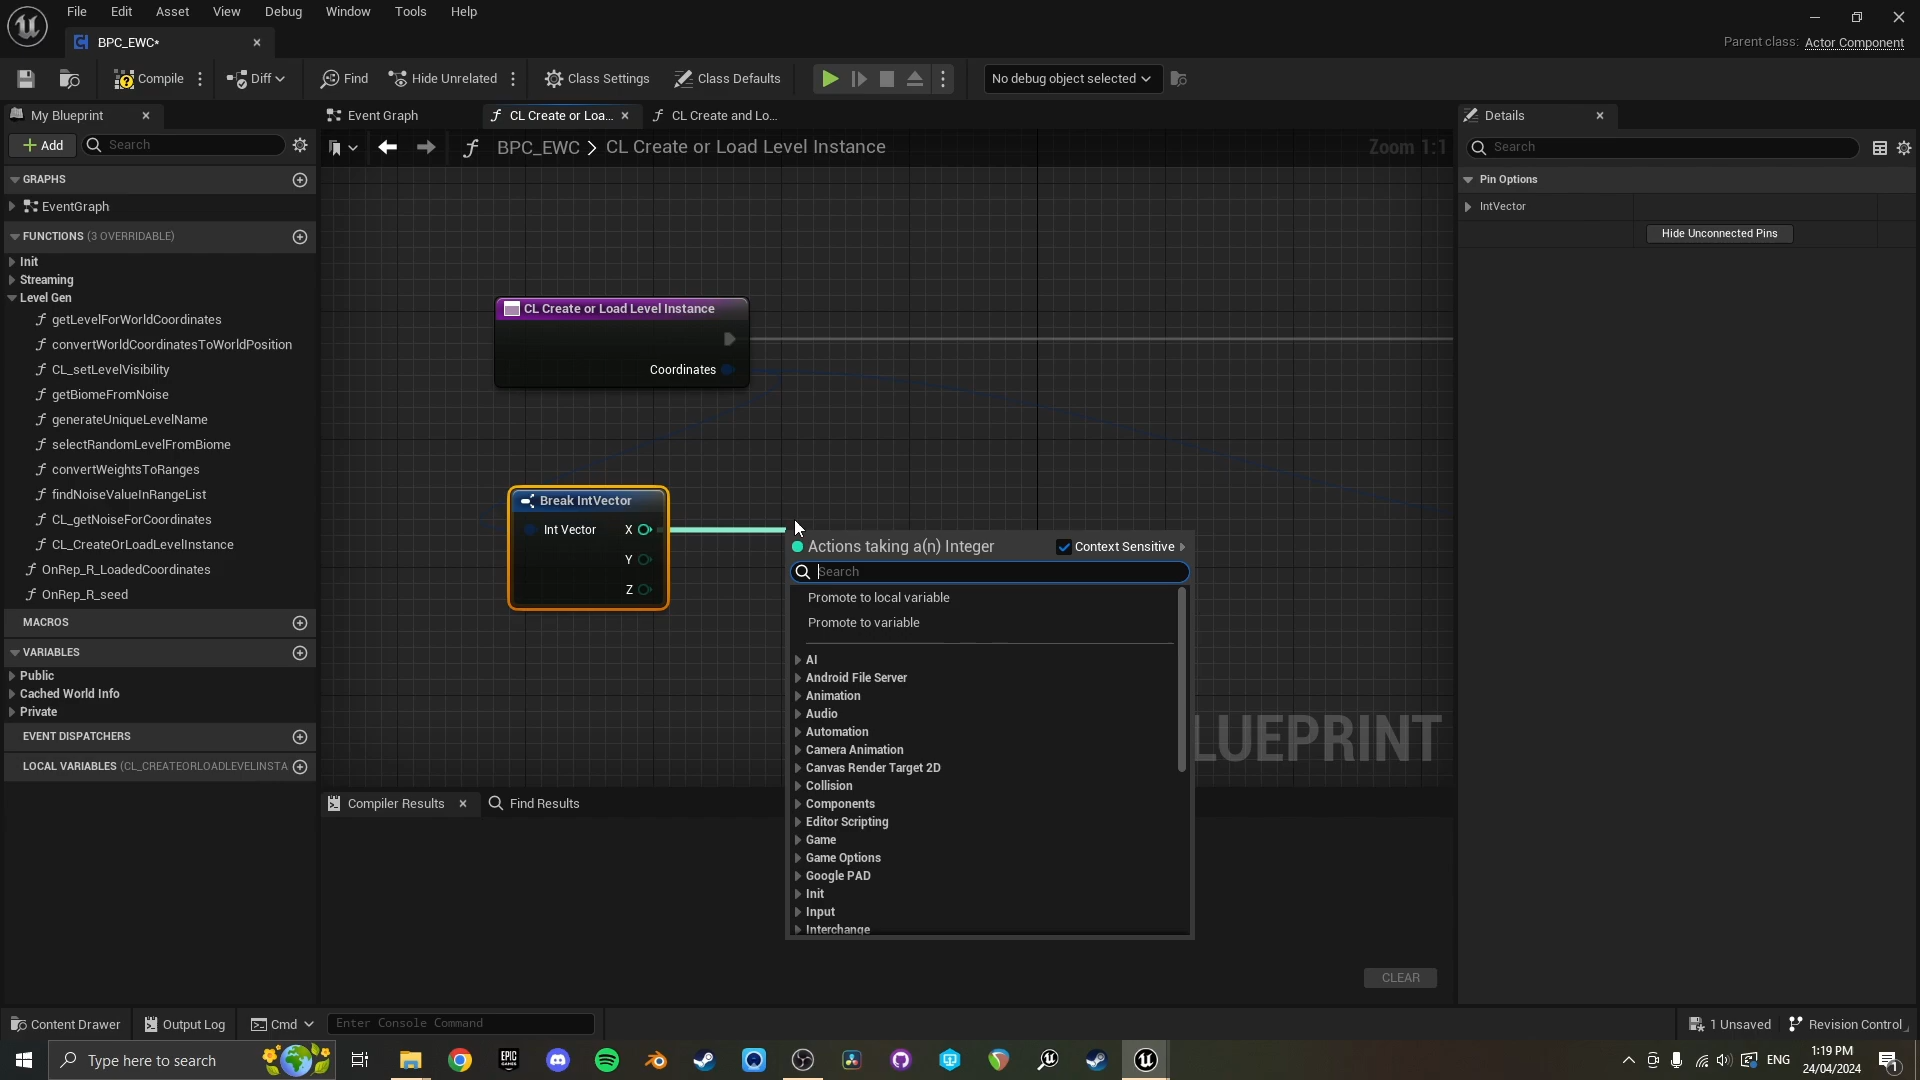 File Edit Asset View Debug Window Tools Help
BPC_EWC*
Parent class: Actor Component
Compile Diff Find Hide Unrelated Class Settings Class Defaults No debug object selected
My Blueprint
Event Graph CL Create or Loa... CL Create and Lo...
Details
Add Search
BPC_EWC > CL Create or Load Level Instance
Zoom 1:1
Search
GRAPHS
EventGraph
FUNCTIONS (3 OVERRIDABLE)
Init
Streaming
Level Gen
getLevelForWorldCoordinates
convertWorldCoordinatesToWorldPosition
CL_setLevelVisibility
getBiomeFromNoise
generateUniqueLevelName
selectRandomLevelFromBiome
convertWeightsToRanges
findNoiseValueInRangeList
CL_getNoiseForCoordinates
CL_CreateOrLoadLevelInstance
OnRep_R_LoadedCoordinates
OnRep_R_seed
MACROS
VARIABLES
Public
Cached World Info
Private
EVENT DISPATCHERS
LOCAL VARIABLES (CL_CREATEORLOADLEVELINSTA
CL Create or Load Level Instance
Coordinates
Break IntVector
Int Vector X
Y
Z
Actions taking a(n) Integer Context Sensitive
Search
Promote to local variable
Promote to variable
AI
Android File Server
Animation
Audio
Automation
Camera Animation
Canvas Render Target 2D
Collision
Components
Editor Scripting
Game
Game Options
Google PAD
Init
Input
Interchange
LUEPRINT
Pin Options
IntVector
Hide Unconnected Pins
Compiler Results Find Results
CLEAR
Content Drawer Output Log Cmd Enter Console Command
1 Unsaved Revision Control
Type here to search
EPIC GAMES
ENG
1:19 PM
24/04/2024
1